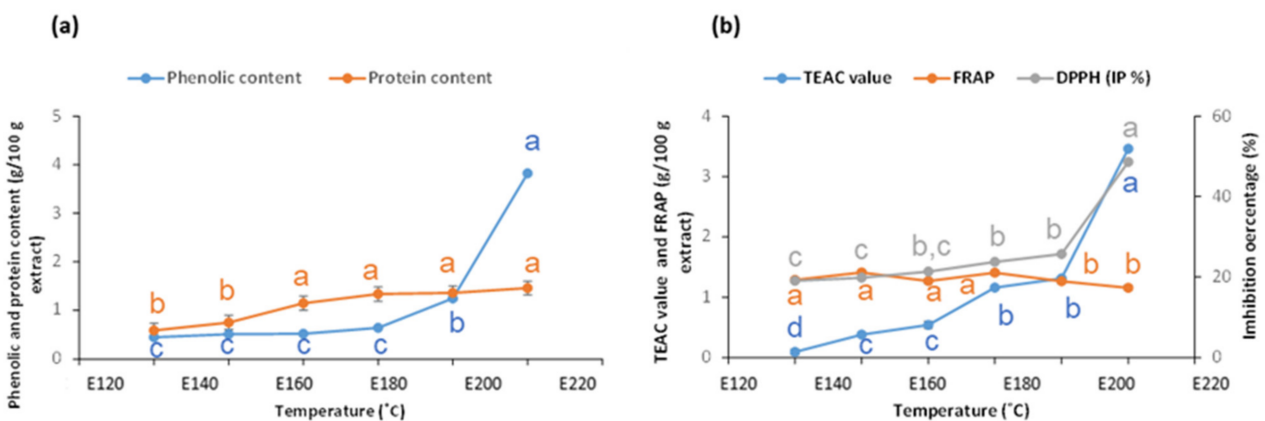 (a)
Phenolic content Protein content
Phenolic and protein content (g/100 g
extract)
5
4
3
2
1
0
a
b b a a a a
b
c c c c
E120 E140 E160 E180 E200 E220
Temperature (˚C)
(b)
TEAC value FRAP DPPH (IP %)
TEAC value and FRAP (g/100 g
extract)
4
3
2
1
0
60
40
20
0
Imhibition oercentage (%)
a
a
c c b,c b b
b b
a a a a
d c c b b
E120 E140 E160 E180 E200 E220
Temperature (˚C)